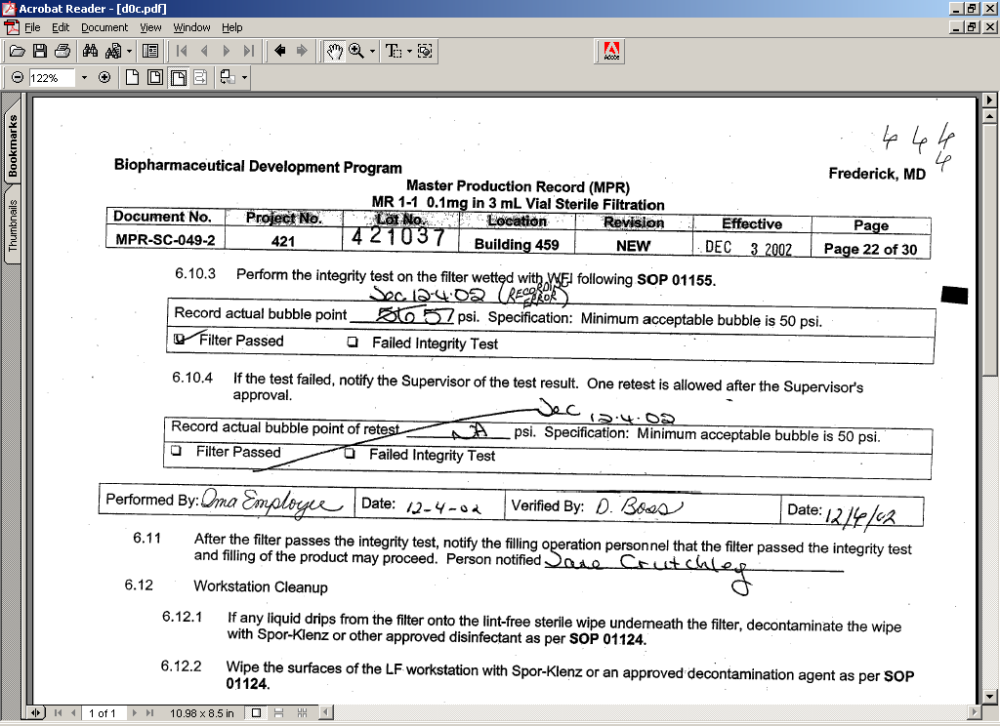 Acrobat Reader - [d0c.pdf]
File Edit Document View Window Help
Adobe
122%
Bookmarks
Thumbnails
4 4 4
4
Biopharmaceutical Development Program
Frederick, MD
Master Production Record (MPR)
MR 1-1 0.1mg in 3 mL Vial Sterile Filtration
Document No. Project No. Lot No. Location Revision Effective Page
MPR-SC-049-2 421 421037 Building 459 NEW DEC 3 2002 Page 22 of 30
6.10.3 Perform the integrity test on the filter wetted with WFI following SOP 01155.
12-4-02 (RECORDING ERROR)
Record actual bubble point 57 psi. Specification: Minimum acceptable bubble is 50 psi.
Filter Passed Failed Integrity Test
6.10.4 If the test failed, notify the Supervisor of the test result. One retest is allowed after the Supervisor's
approval.
12-4-02
Record actual bubble point of retest NA psi. Specification: Minimum acceptable bubble is 50 psi.
Filter Passed Failed Integrity Test
Performed By: Ima Employee Date: 12-4-02 Verified By: D. Boss Date: 12/4/02
6.11 After the filter passes the integrity test, notify the filling operation personnel that the filter passed the integrity test
and filling of the product may proceed. Person notified Jane Crutchley
6.12 Workstation Cleanup
6.12.1 If any liquid drips from the filter onto the lint-free sterile wipe underneath the filter, decontaminate the wipe
with Spor-Klenz or other approved disinfectant as per SOP 01124.
6.12.2 Wipe the surfaces of the LF workstation with Spor-Klenz or an approved decontamination agent as per SOP
01124.
1 of 1 10.98 x 8.5 in